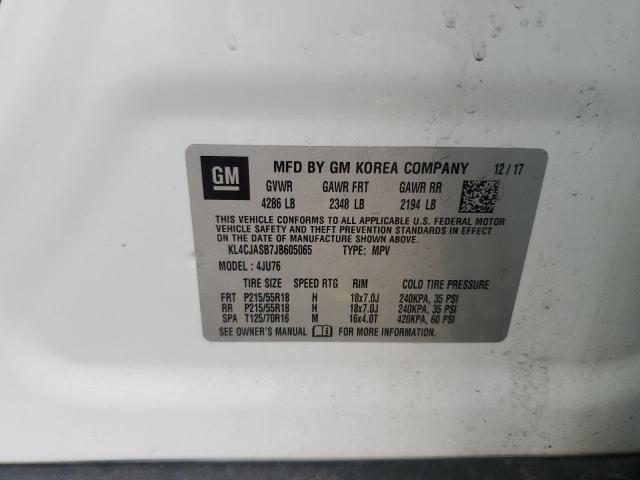 GM MFD BY GM KOREA COMPANY 12/17
GVWR GAWR FRT GAWR RR
4286 LB 2348 LB 2194 LB
THIS VEHICLE CONFORMS TO ALL APPLICABLE U.S. FEDERAL MOTOR
VEHICLE SAFETY AND THEFT PREVENTION STANDARDS IN EFFECT
ON THE DATE OF MANUFACTURE SHOWN ABOVE.
KL4CJASB7JB605065 TYPE: MPV
MODEL: 4JU76
TIRE SIZE SPEED RTG RIM COLD TIRE PRESSURE
FRT P215/55R18 H 18x7.0J 240KPA, 35 PSI
RR P215/55R18 H 18x7.0J 240KPA, 35 PSI
SPA T125/70R16 M 16x4.0T 420KPA, 60 PSI
SEE OWNER'S MANUAL FOR MORE INFORMATION.